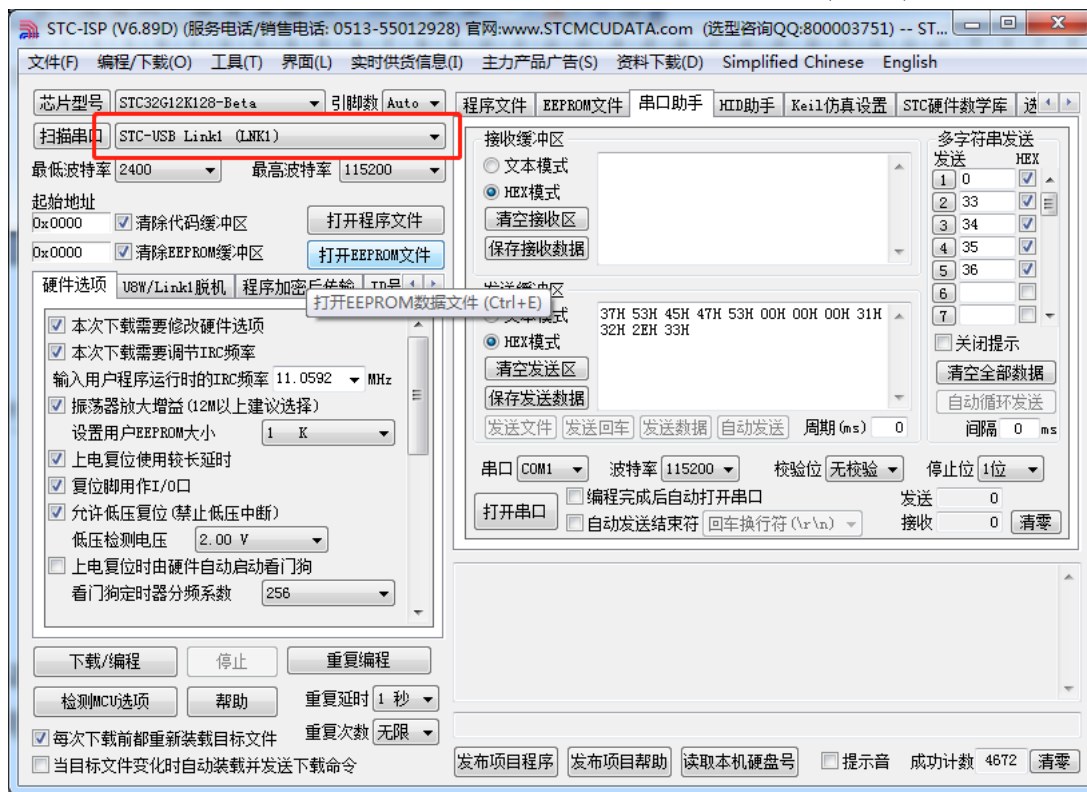 STC-ISP (V6.89D) (服务电话/销售电话: 0513-55012928) 官网:www.STCMCUDATA.com (选型咨询QQ:800003751) -- ST...
文件(F) 编程/下载(O) 工具(T) 界面(L) 实时供货信息(I) 主力产品广告(S) 资料下载(D) Simplified Chinese English
芯片型号 STC32G12K128-Beta 引脚数 Auto
扫描串口 STC-USB Link1 (LNK1)
最低波特率 2400 最高波特率 115200
起始地址
0x0000 清除代码缓冲区 打开程序文件
0x0000 清除EEPROM缓冲区 打开EEPROM文件
硬件选项 U8W/Link1脱机 程序加密后传输 ID号
打开EEPROM数据文件 (Ctrl+E)
本次下载需要修改硬件选项
本次下载需要调节IRC频率
输入用户程序运行时的IRC频率 11.0592 MHz
振荡器放大增益(12M以上建议选择)
设置用户EEPROM大小 1 K
上电复位使用较长延时
复位脚用作I/O口
允许低压复位(禁止低压中断)
低压检测电压 2.00 V
上电复位时由硬件自动启动看门狗
看门狗定时器分频系数 256
下载/编程 停止 重复编程
检测MCU选项 帮助 重复延时 1 秒
每次下载前都重新装载目标文件 重复次数 无限
当目标文件变化时自动装载并发送下载命令
程序文件 EEPROM文件 串口助手 HID助手 Keil仿真设置 STC硬件数学库
接收缓冲区
文本模式
HEX模式
清空接收区
保存接收数据
发送缓冲区
文本模式
HEX模式
清空发送区
保存发送数据
37H 53H 45H 47H 53H 00H 00H 00H 31H
32H 2EH 33H
发送文件 发送回车 发送数据 自动发送 周期(ms) 0
多字符串发送
发送 HEX
1 0
2 33
3 34
4 35
5 36
6
7
关闭提示
清空全部数据
自动循环发送
间隔 0 ms
串口 COM1 波特率 115200 校验位 无校验 停止位 1位
打开串口 编程完成后自动打开串口 发送 0
自动发送结束符 回车换行符(\r\n) 接收 0 清零
发布项目程序 发布项目帮助 读取本机硬盘号 提示音 成功计数 4672 清零